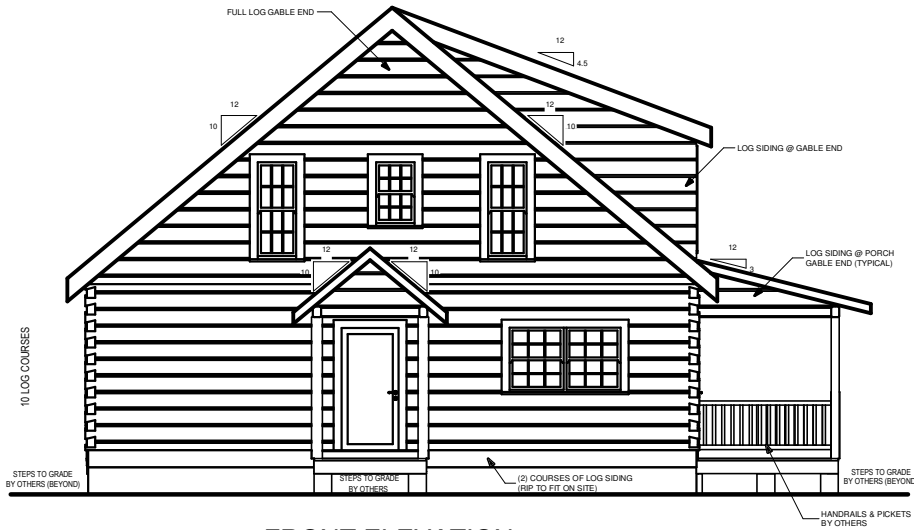 FULL LOG GABLE END
12
4.5
12
10
12
10
LOG SIDING @ GABLE END
12
10
12
10
12
3
LOG SIDING @ PORCH
GABLE END (TYPICAL)
10 LOG COURSES
STEPS TO GRADE
BY OTHERS (BEYOND)
STEPS TO GRADE
BY OTHERS
(2) COURSES OF LOG SIDING
(RIP TO FIT ON SITE)
STEPS TO GRADE
BY OTHERS (BEYOND
HANDRAILS & PICKETS
BY OTHERS
FRONT ELEVATION